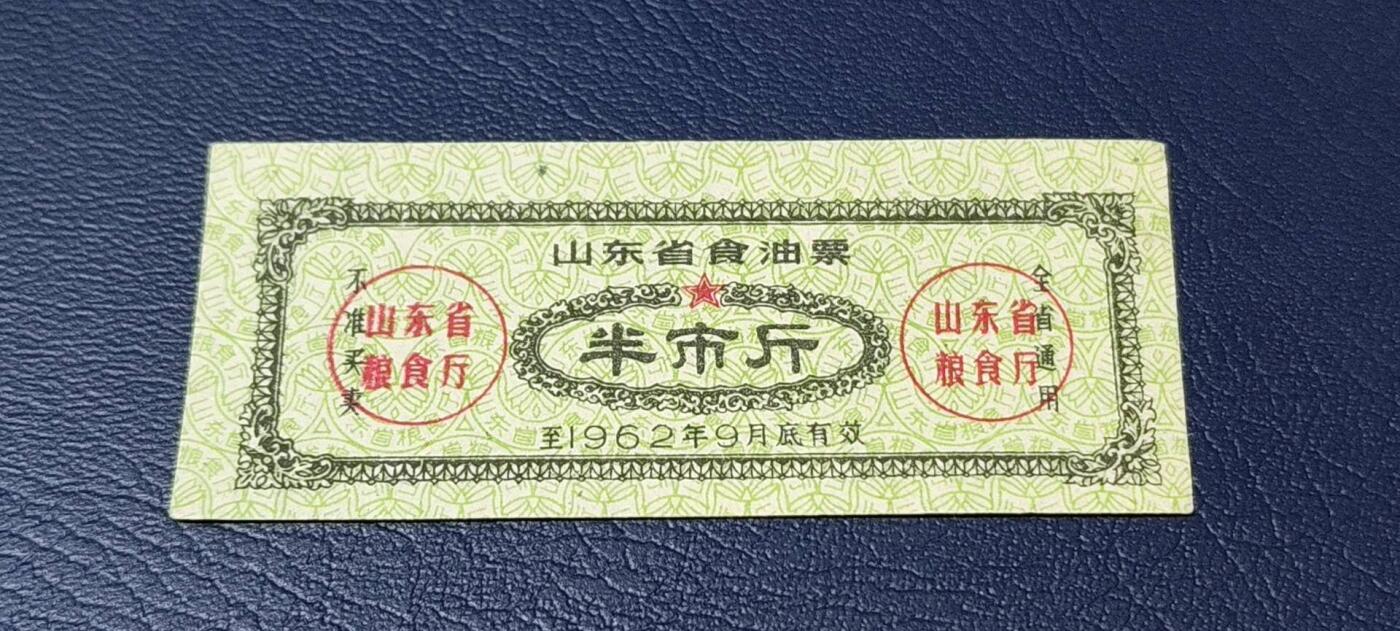 山东省食油票
不准买卖
山东省
粮食厅
半市斤
山东省
粮食厅
全省通用
至1962年9月底有效